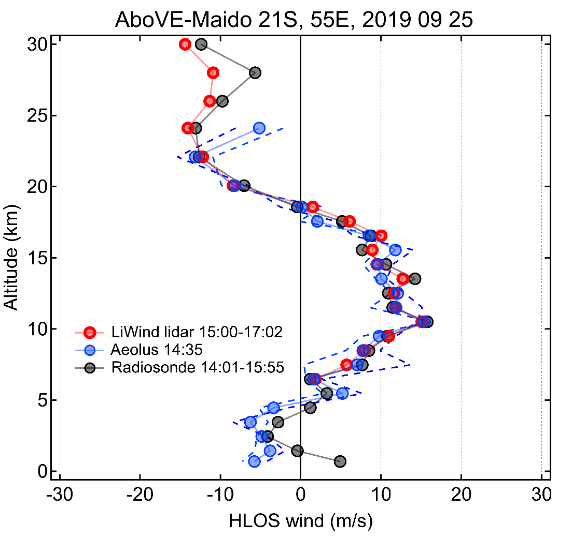 AboVE-Maido 21S, 55E, 2019 09 25
30
25
20
15
10
5
0
Altitude (km)
LiWind lidar 15:00-17:02
Aeolus 14:35
Radiosonde 14:01-15:55
-30 -20 -10 0 10 20 30
HLOS wind (m/s)